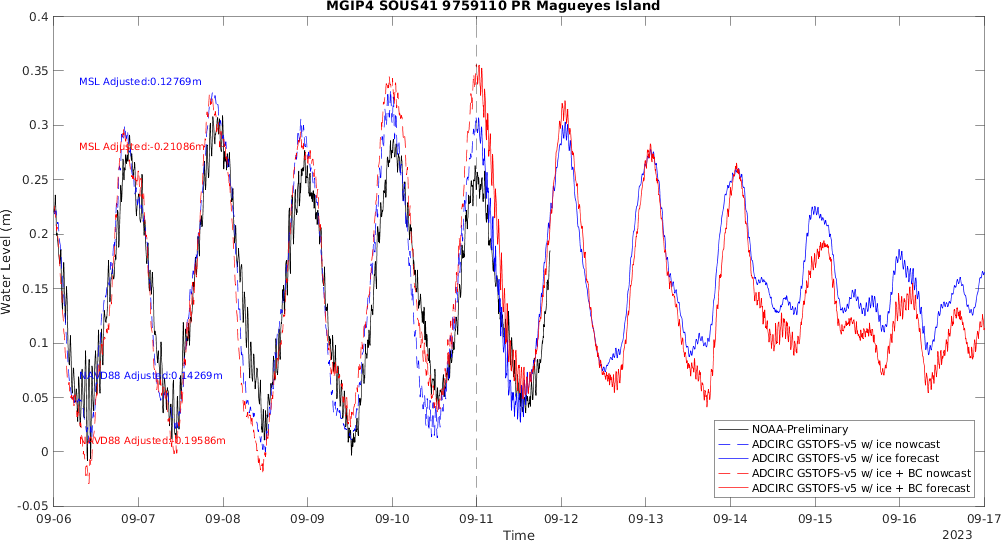 MGIP4 SOUS41 9759110 PR Magueyes Island
0.4
0.35
0.3
0.25
0.2
0.15
0.1
0.05
0
-0.05
Water Level (m)
MSL Adjusted:0.12769m
MSL Adjusted:-0.21086m
NAVD88 Adjusted:0.14269m
NAVD88 Adjusted:-0.19586m
NOAA-Preliminary
ADCIRC GSTOFS-v5 w/ ice nowcast
ADCIRC GSTOFS-v5 w/ ice forecast
ADCIRC GSTOFS-v5 w/ ice + BC nowcast
ADCIRC GSTOFS-v5 w/ ice + BC forecast
09-06 09-07 09-08 09-09 09-10 09-11 09-12 09-13 09-14 09-15 09-16 09-17
Time
2023